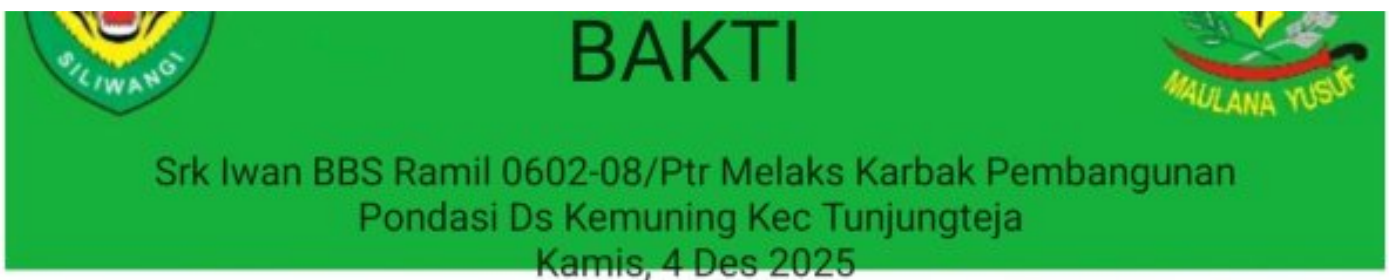 SILIWANGI
BAKTI
MAULANA YUSUF
Srk Iwan BBS Ramil 0602-08/Ptr Melaks Karbak Pembangunan
Pondasi Ds Kemuning Kec Tunjungteja
Kamis, 4 Des 2025